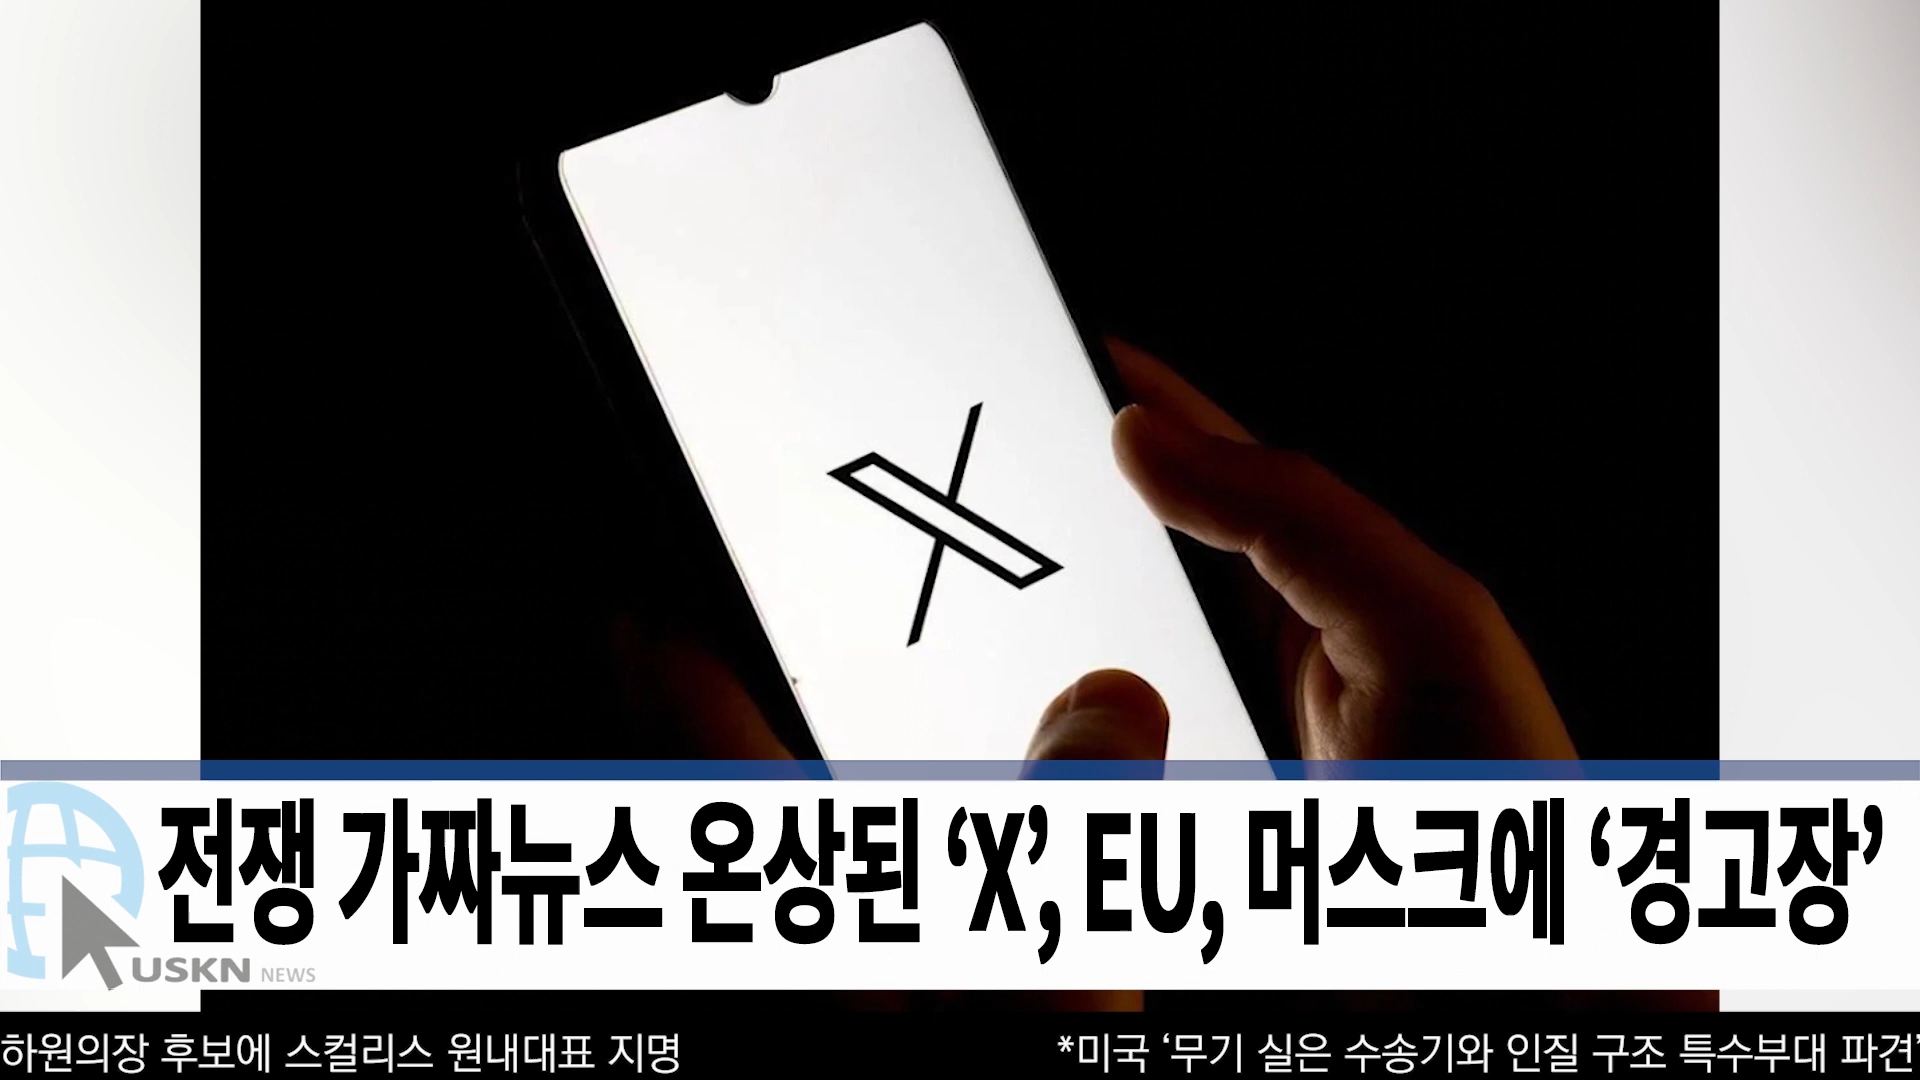 전쟁 가짜뉴스 온상된 ‘X’, EU, 머스크에 ‘경고장’
USKN NEWS
하원의장 후보에 스컬리스 원내대표 지명
*미국 ‘무기 실은 수송기와 인질 구조 특수부대 파견’